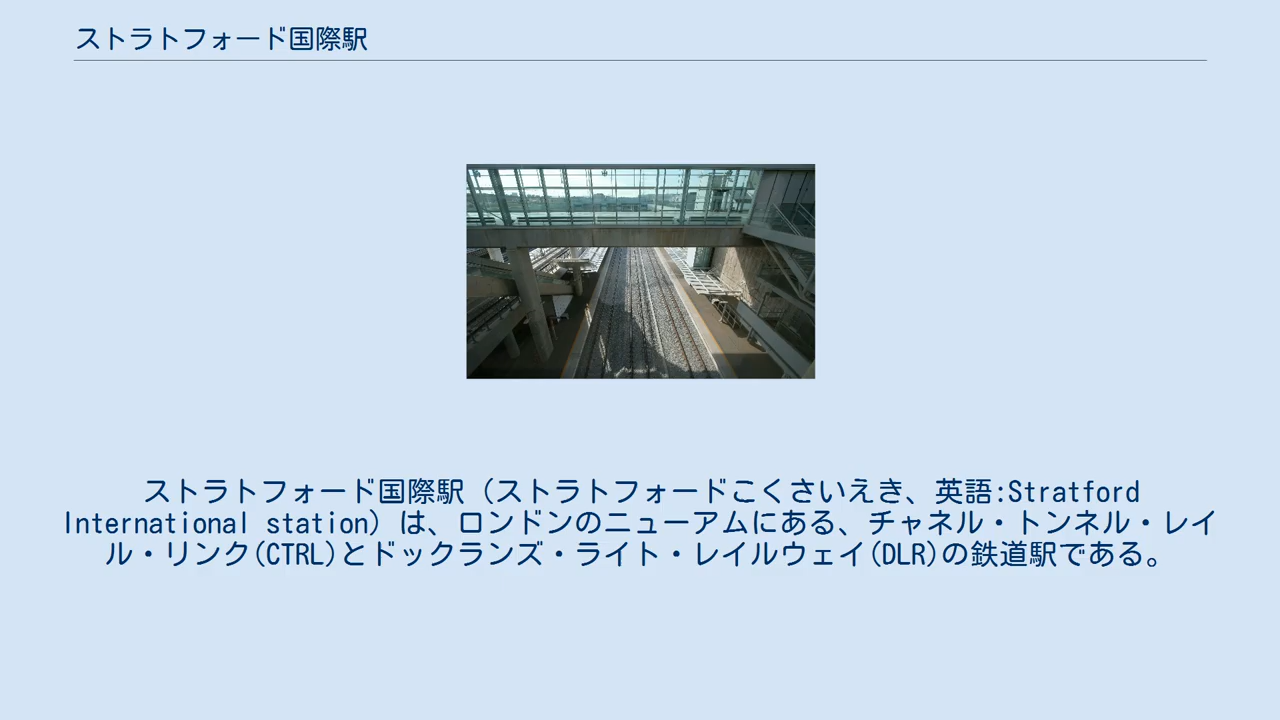 ストラトフォード国際駅
ストラトフォード国際駅（ストラトフォードこくさいえき、英語:Stratford
International station）は、ロンドンのニューアムにある、チャネル・トンネル・レイ
ル・リンク(CTRL)とドックランズ・ライト・レイルウェイ(DLR)の鉄道駅である。